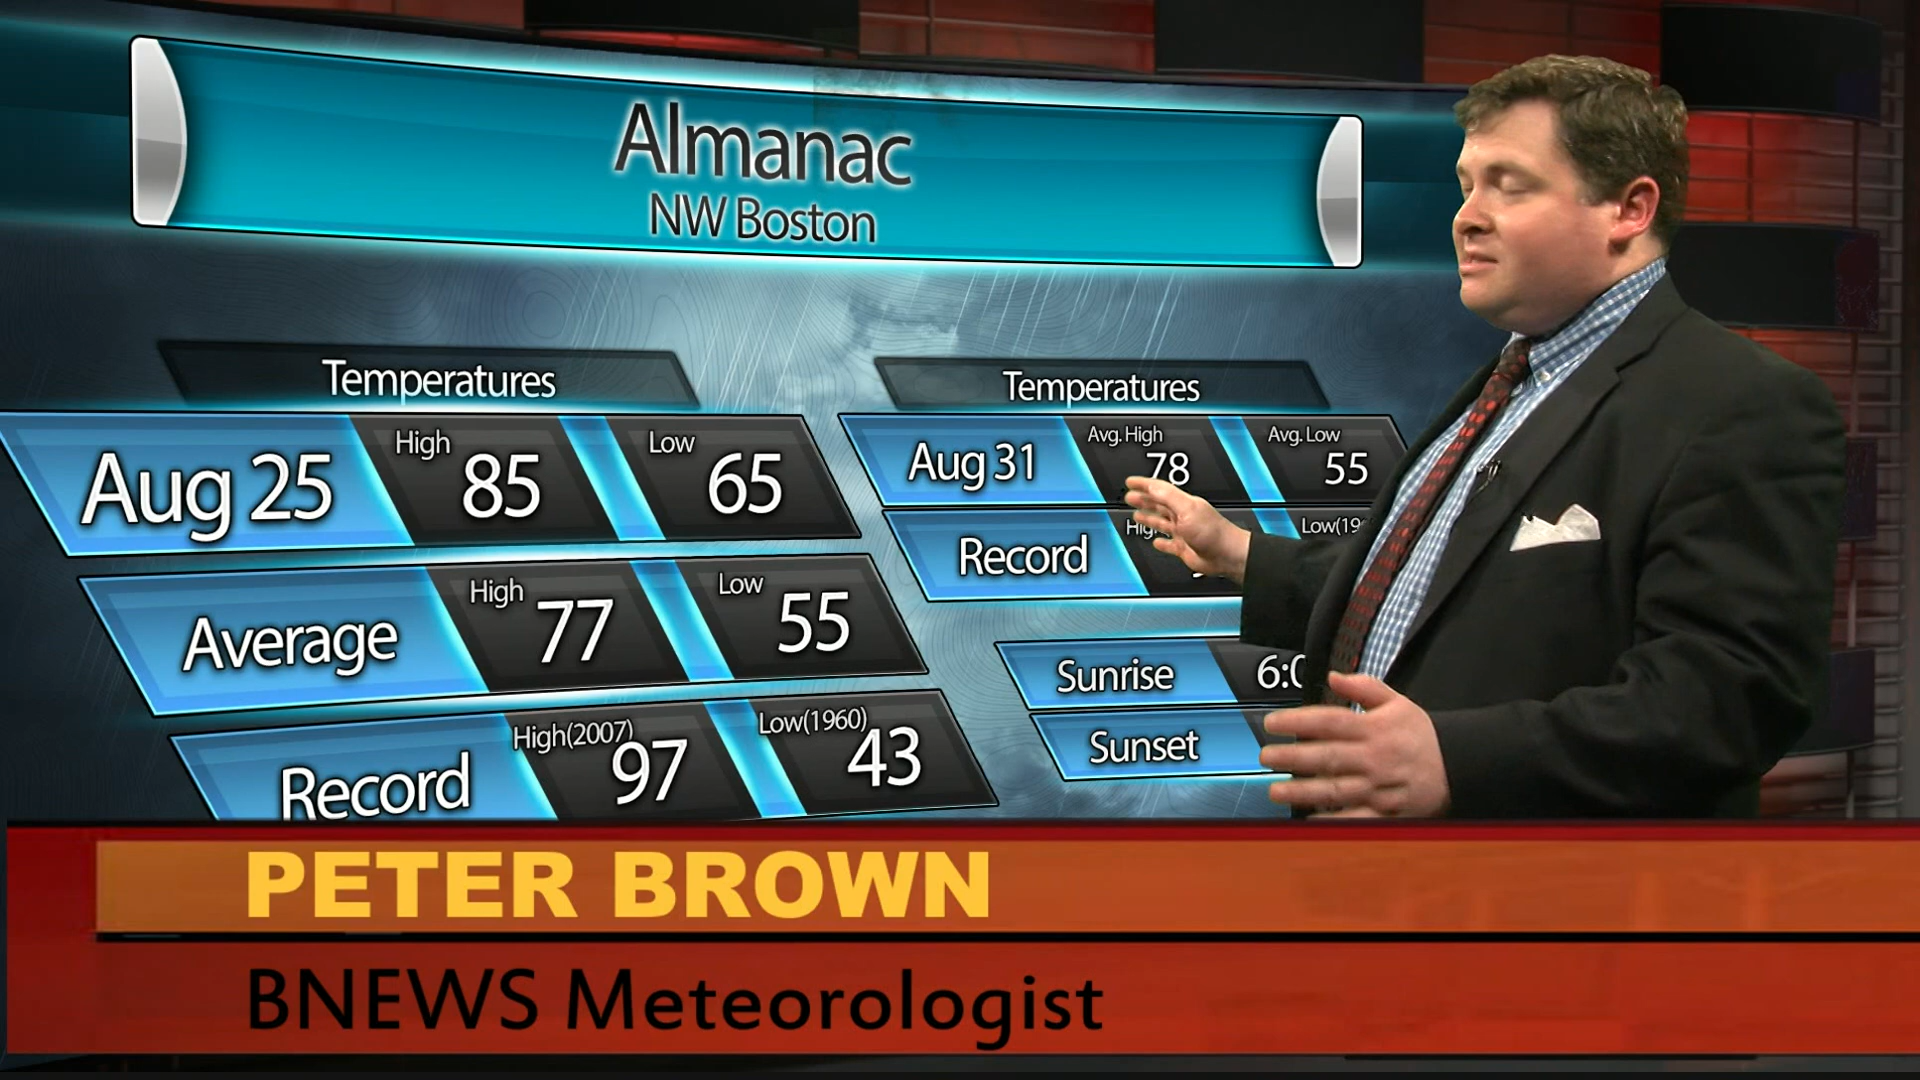 Almanac
NW Boston
Temperatures
Aug 25 High 85 Low 65
Average High 77 Low 55
Record High(2007) 97 Low(1960) 43
Temperatures
Aug 31 Avg. High 78 Avg. Low 55
Record
Sunrise
Sunset
PETER BROWN
BNEWS Meteorologist